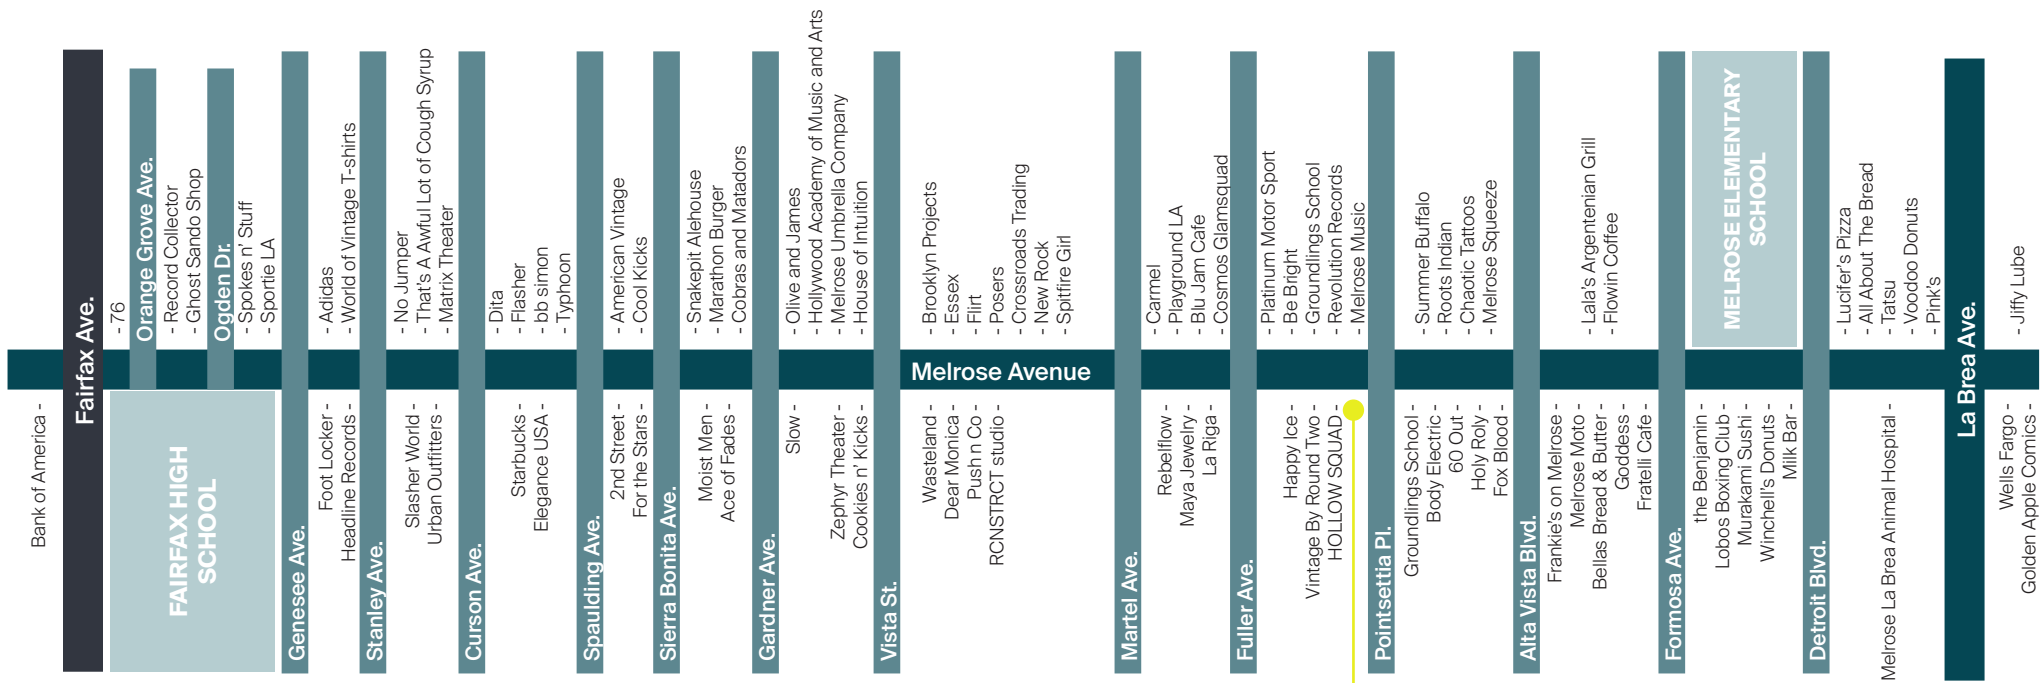 - 76
Orange Grove Ave.
- Record Collector
- Ghost Sando Shop
Ogden Dr.
- Spokes n' Stuff
- Sportie LA
- Adidas
- World of Vintage T-shirts
- No Jumper
- That's A Awful Lot of Cough Syrup
- Matrix Theater
- Dita
- Flasher
- bb simon
- Typhoon
- American Vintage
- Cool Kicks
- Snakepit Alehouse
- Marathon Burger
- Cobras and Matadors
- Olive and James
- Hollywood Academy of Music and Arts
- Melrose Umbrella Company
- House of Intuition
- Brooklyn Projects
- Essex
- Flirt
- Posers
- Crossroads Trading
- New Rock
- Spitfire Girl
- Carmel
- Playground LA
- Blu Jam Cafe
- Cosmos Glamsquad
- Platinum Motor Sport
- Be Bright
- Groundlings School
- Revolution Records
- Melrose Music
- Summer Buffalo
- Roots Indian
- Chaotic Tattoos
- Melrose Squeeze
- Lala's Argentenian Grill
- Flowin Coffee
MELROSE ELEMENTARY
SCHOOL
- Lucifer's Pizza
- All About The Bread
- Tatsu
- Voodoo Donuts
- Pink's
- Jiffy Lube
Fairfax Ave.
Melrose Avenue
La Brea Ave.
Bank of America -
FAIRFAX HIGH
SCHOOL
Genesee Ave.
Foot Locker -
Headline Records -
Stanley Ave.
Slasher World -
Urban Outfitters -
Curson Ave.
Starbucks -
Elegance USA -
Spaulding Ave.
2nd Street -
For the Stars -
Sierra Bonita Ave.
Moist Men -
Ace of Fades -
Gardner Ave.
Slow -
Zephyr Theater -
Cookies n' Kicks -
Vista St.
Wasteland -
Dear Monica -
Push n Co -
RCNSTRCT studio -
Martel Ave.
Rebelflow -
Maya Jewelry -
La Riga -
Fuller Ave.
Happy Ice -
Vintage By Round Two -
HOLLOW SQUAD -
Pointsettia Pl.
Groundlings School -
Body Electric -
60 Out -
Holy Roly -
Fox Blood -
Alta Vista Blvd.
Frankie's on Melrose -
Melrose Moto -
Bellas Bread & Butter -
Goddess -
Fratelli Cafe -
Formosa Ave.
the Benjamin -
Lobos Boxing Club -
Murakami Sushi -
Winchell's Donuts -
Milk Bar -
Detroit Blvd.
Melrose La Brea Animal Hospital -
Wells Fargo -
Golden Apple Comics -